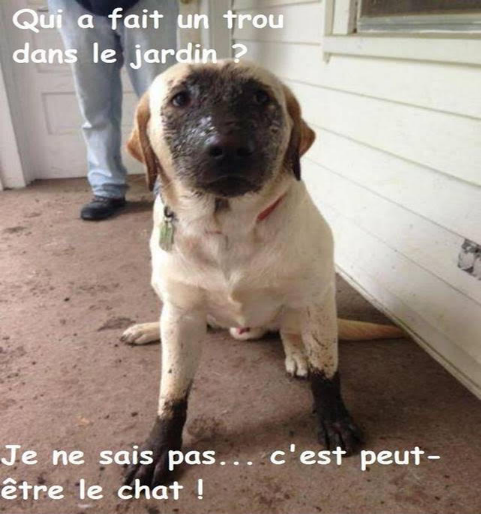 Qui a fait un trou
dans le jardin ?
Je ne sais pas... c'est peut-
être le chat !